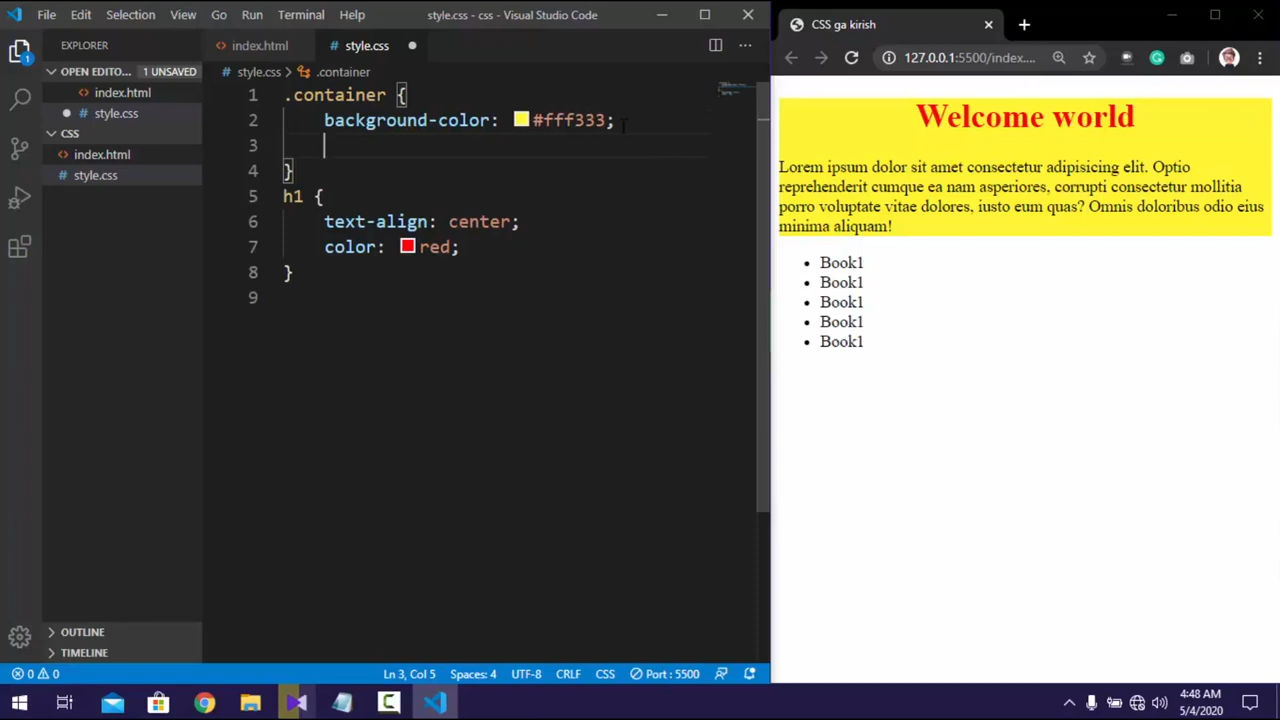 File Edit Selection View Go Run Terminal Help style.css - css - Visual Studio Code
EXPLORER
OPEN EDITO... 1 UNSAVED
index.html
style.css
CSS
index.html
style.css
OUTLINE
TIMELINE
index.html
style.css
style.css > .container
1 .container {
2 background-color: #fff333;
3
4 }
5 h1 {
6 text-align: center;
7 color: red;
8 }
9
0 0 Ln 3, Col 5 Spaces: 4 UTF-8 CRLF CSS Port : 5500
CSS ga kirish
127.0.0.1:5500/index....
Welcome world
Lorem ipsum dolor sit amet consectetur adipisicing elit. Optio
reprehenderit cumque ea nam asperiores, corrupti consectetur mollitia
porro voluptate vitae dolores, iusto eum quas? Omnis doloribus odio eius
minima aliquam!
• Book1
• Book1
• Book1
• Book1
• Book1
4:48 AM
5/4/2020